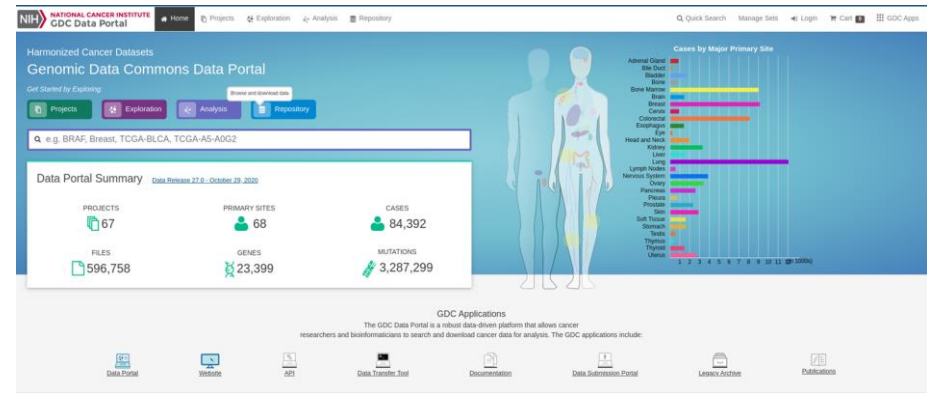 NIH NATIONAL CANCER INSTITUTE
GDC Data Portal
Home
Projects
Exploration
Analysis
Repository
Quick Search
Manage Sets
Login
Cart 0
GDC Apps
Harmonized Cancer Datasets
Genomic Data Commons Data Portal
Get Started by Exploring:
Browse and download data
Projects
Exploration
Analysis
Repository
e.g. BRAF, Breast, TCGA-BLCA, TCGA-A5-A0G2
Data Portal Summary Data Release 27.0 - October 29, 2020
PROJECTS
67
PRIMARY SITES
68
CASES
84,392
FILES
596,758
GENES
23,399
MUTATIONS
3,287,299
Cases by Major Primary Site
Adrenal Gland
Bile Duct
Bladder
Bone
Bone Marrow
Brain
Breast
Cervix
Colorectal
Esophagus
Eye
Head and Neck
Kidney
Liver
Lung
Lymph Nodes
Nervous System
Ovary
Pancreas
Pleura
Prostate
Skin
Soft Tissue
Stomach
Testis
Thymus
Thyroid
Uterus
1 2 3 4 5 6 7 8 9 10 11
GDC Applications
The GDC Data Portal is a robust data-driven platform that allows cancer
researchers and bioinformaticians to search and download cancer data for analysis. The GDC applications include:
Data Portal
Website
API
Data Transfer Tool
Documentation
Data Submission Portal
Legacy Archive
Publications